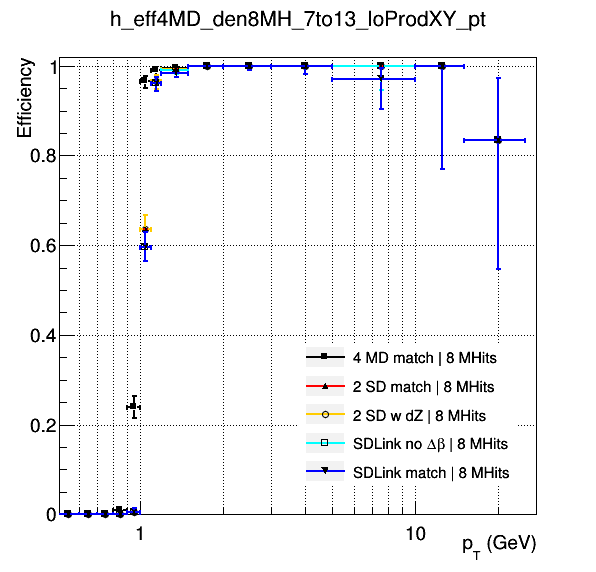 h_eff4MD_den8MH_7to13_loProdXY_pt
Efficiency
1
0.8
0.6
0.4
0.2
0
4 MD match | 8 MHits
2 SD match | 8 MHits
2 SD w dZ | 8 MHits
SDLink no Δβ | 8 MHits
SDLink match | 8 MHits
1
10
p_T (GeV)